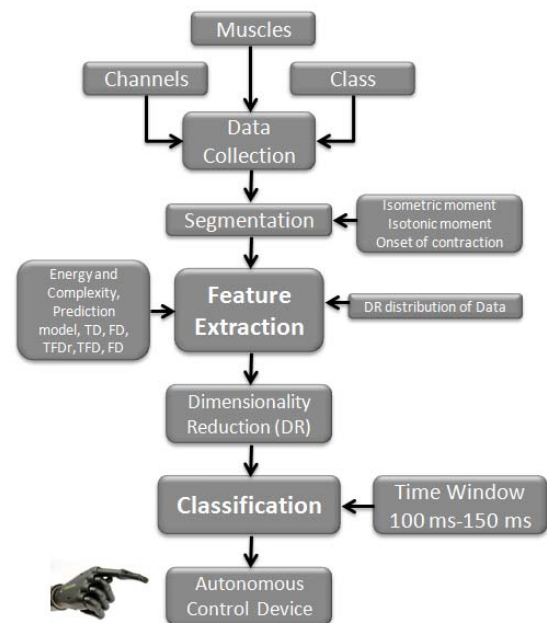 Muscles
Channels
Class
Data
Collection
Segmentation
Isometric moment
Isotonic moment
Onset of contraction
Energy and
Complexity,
Prediction
model, TD, FD,
TFDr,TFD, FD
Feature
Extraction
DR distribution of Data
Dimensionality
Reduction (DR)
Classification
Time Window
100 ms-150 ms
Autonomous
Control Device